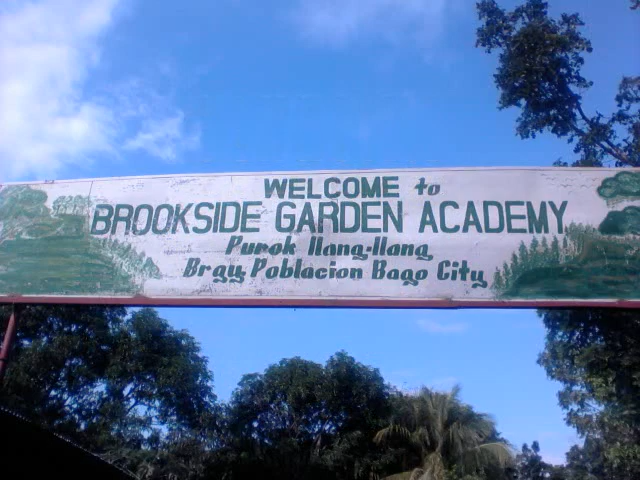 WELCOME to
BROOKSIDE GARDEN ACADEMY
Purok Ilang-Ilang
Brgy. Poblacion Bago City